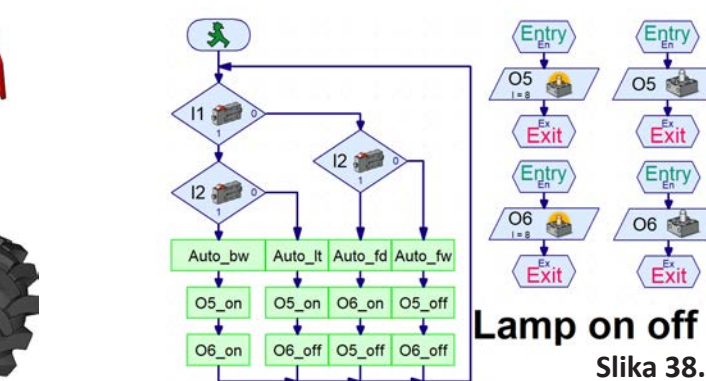 I1
1
0
I2
1
0
I2
1
0
Auto_bw
Auto_lt
Auto_fd
Auto_fw
O5_on
O5_on
O6_on
O5_off
O6_on
O6_off
O5_off
O6_off
Entry
En
O5
I = 8
Ex
Exit
Entry
En
O5
Ex
Exit
Entry
En
O6
I = 8
Ex
Exit
Entry
En
O6
Ex
Exit
Lamp on off
Slika 38.